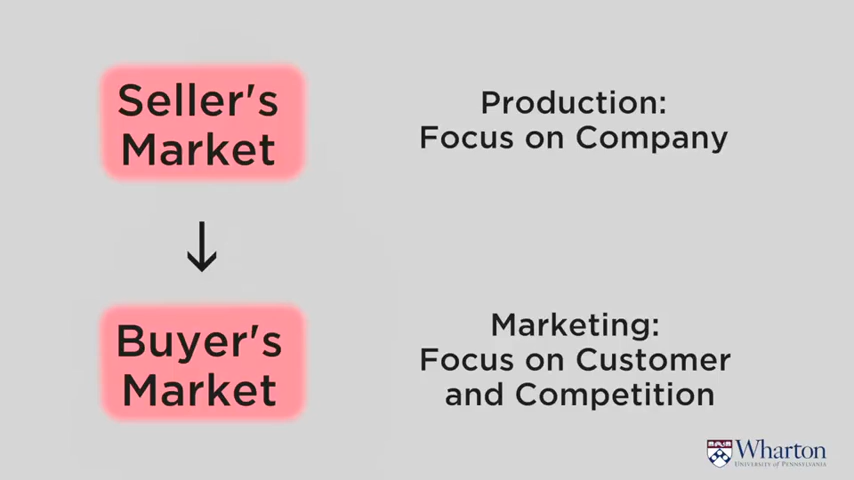 Seller's
Market
Production:
Focus on Company
↓
Buyer's
Market
Marketing:
Focus on Customer
and Competition
Wharton
UNIVERSITY of PENNSYLVANIA